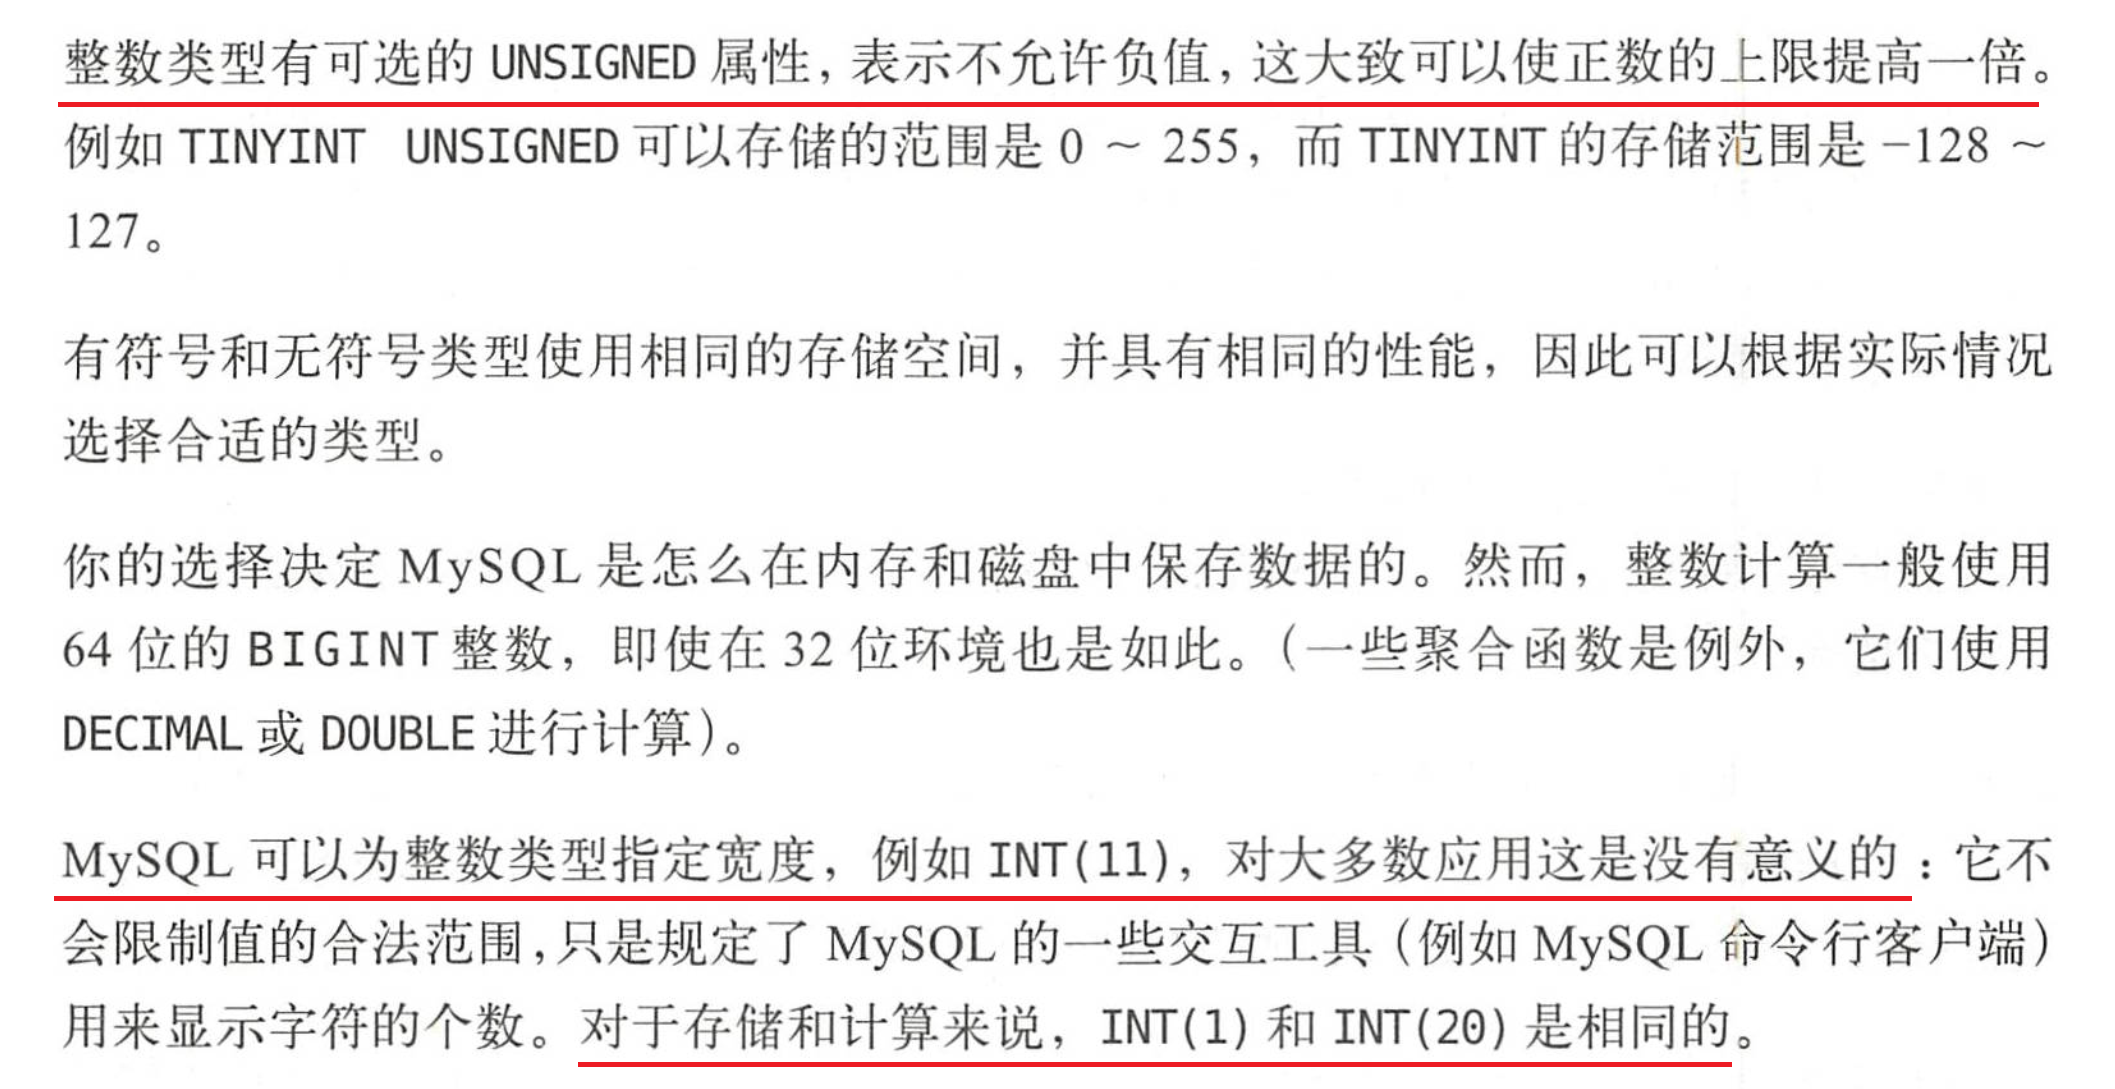 整数类型有可选的 UNSIGNED 属性，表示不允许负值，这大致可以使正数的上限提高一倍。
例如 TINYINT UNSIGNED 可以存储的范围是 0 ~ 255，而 TINYINT 的存储范围是 -128 ~
127。
有符号和无符号类型使用相同的存储空间，并具有相同的性能，因此可以根据实际情况
选择合适的类型。
你的选择决定 MySQL 是怎么在内存和磁盘中保存数据的。然而，整数计算一般使用
64 位的 BIGINT 整数，即使在 32 位环境也是如此。（一些聚合函数是例外，它们使用
DECIMAL 或 DOUBLE 进行计算）。
MySQL 可以为整数类型指定宽度，例如 INT(11)，对大多数应用这是没有意义的：它不
会限制值的合法范围，只是规定了 MySQL 的一些交互工具（例如 MySQL 命令行客户端）
用来显示字符的个数。对于存储和计算来说，INT(1) 和 INT(20) 是相同的。